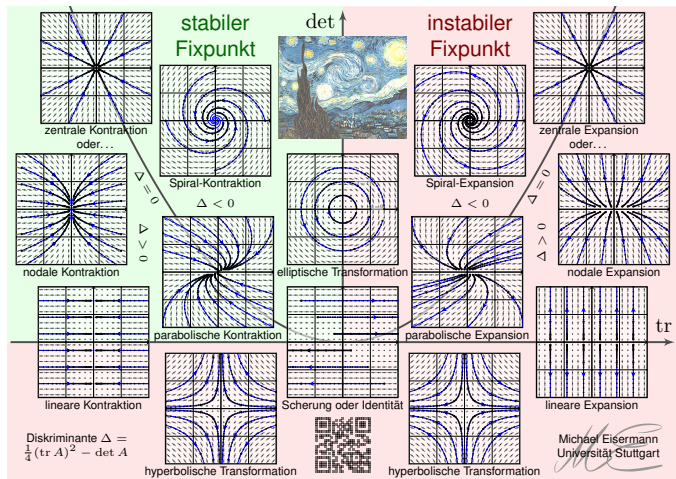 stabiler
Fixpunkt
det
instabiler
Fixpunkt
zentrale Kontraktion
oder…
zentrale Expansion
oder…
Spiral-Kontraktion
Spiral-Expansion
Δ = 0
Δ < 0
Δ < 0
Δ = 0
Δ > 0
Δ > 0
nodale Kontraktion
elliptische Transformation
nodale Expansion
tr
parabolische Kontraktion
parabolische Expansion
lineare Kontraktion
Scherung oder Identität
lineare Expansion
Diskriminante Δ =
¼(tr A)² − det A
hyperbolische Transformation
hyperbolische Transformation
Michael Eisermann
Universität Stuttgart
ME